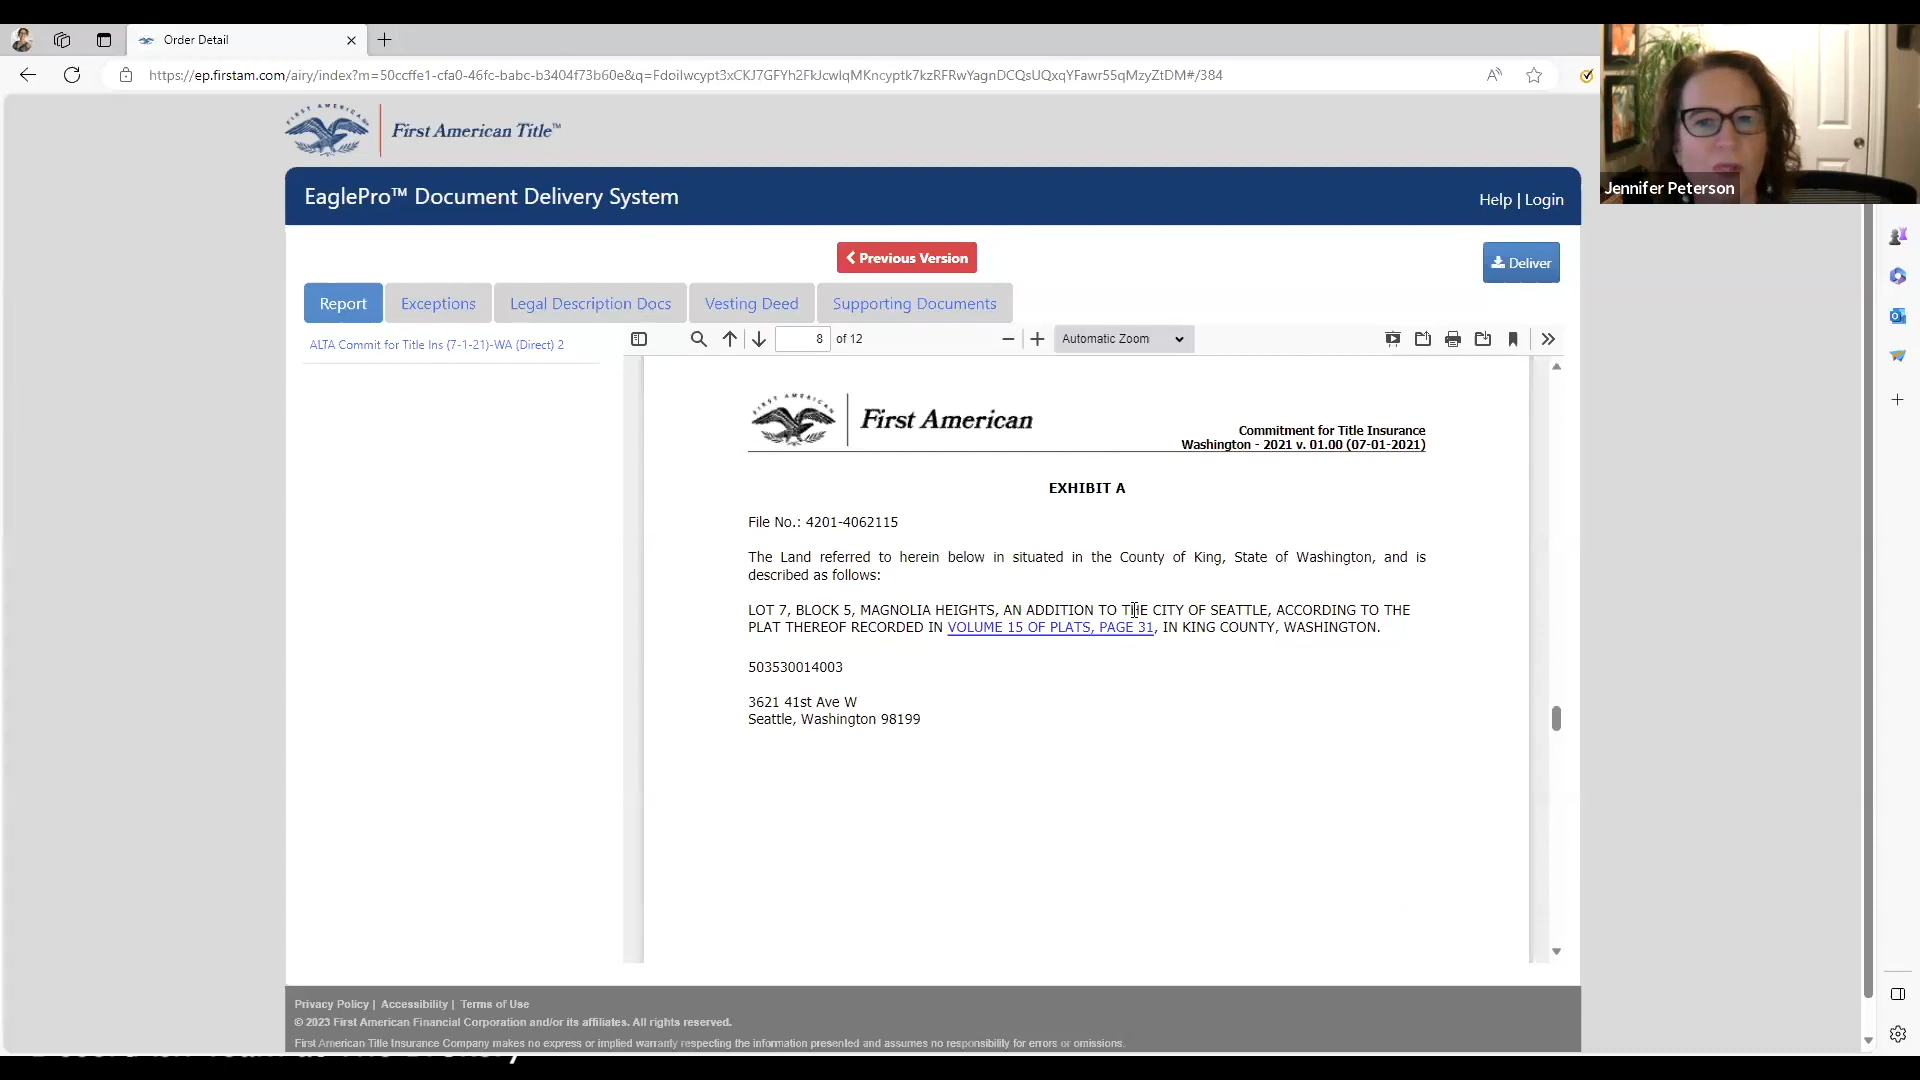 Order Detail
https://ep.firstam.com/airy/index?m=50ccffe1-cfa0-46fc-babc-b3404f73b60e&q=FdoiIwcypt3xCKJ7GFYh2FkJcwIqMKncyptk7kzRFRwYagnDCQsUQxqYFawr55qMzyZtDM#/384
FIRST AMERICAN
First American Title™
EaglePro™ Document Delivery System
Help | Login
Jennifer Peterson
Previous Version
Deliver
Report
Exceptions
Legal Description Docs
Vesting Deed
Supporting Documents
ALTA Commit for Title Ins (7-1-21)-WA (Direct) 2
8 of 12
Automatic Zoom
FIRST AMERICAN
First American
Commitment for Title Insurance
Washington - 2021 v. 01.00 (07-01-2021)
EXHIBIT A
File No.: 4201-4062115
The Land referred to herein below in situated in the County of King, State of Washington, and is
described as follows:
LOT 7, BLOCK 5, MAGNOLIA HEIGHTS, AN ADDITION TO THE CITY OF SEATTLE, ACCORDING TO THE
PLAT THEREOF RECORDED IN VOLUME 15 OF PLATS, PAGE 31, IN KING COUNTY, WASHINGTON.
503530014003
3621 41st Ave W
Seattle, Washington 98199
Privacy Policy | Accessibility | Terms of Use
© 2023 First American Financial Corporation and/or its affiliates. All rights reserved.
First American Title Insurance Company makes no express or implied warranty respecting the information presented and assumes no responsibility for errors or omissions.